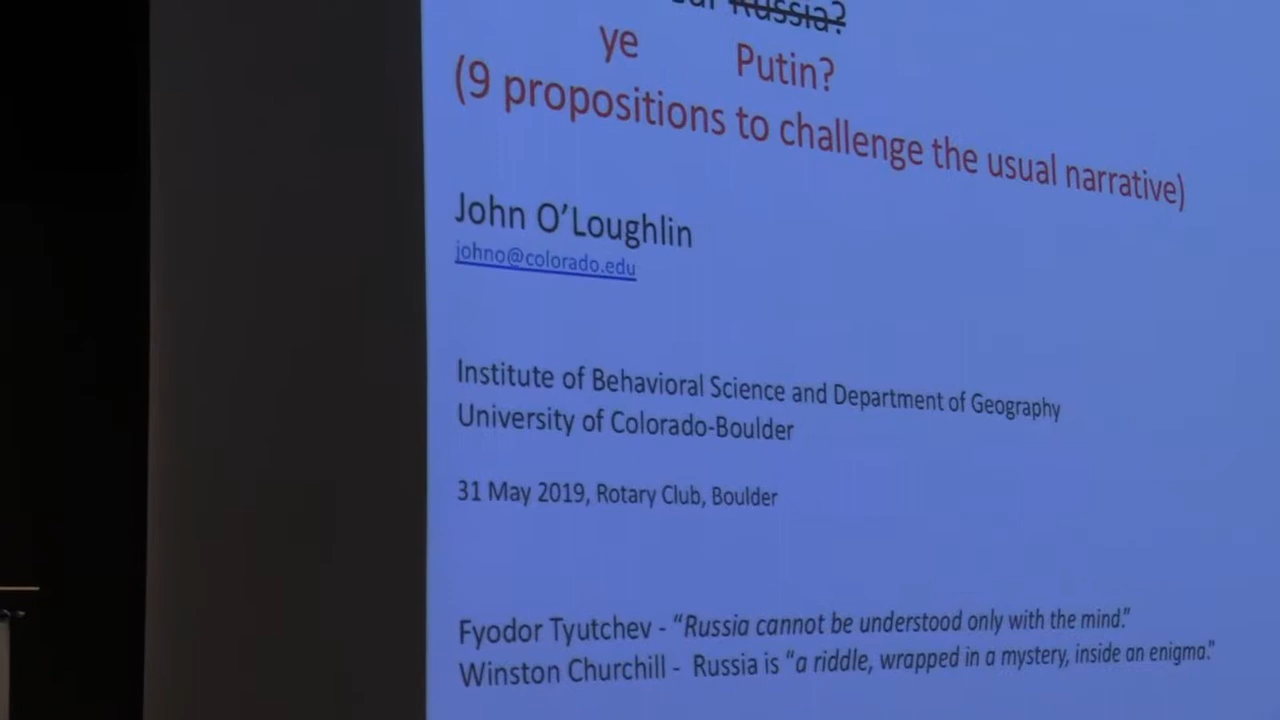 Russia?
ye Putin?
(9 propositions to challenge the usual narrative)
John O'Loughlin
johno@colorado.edu
Institute of Behavioral Science and Department of Geography
University of Colorado-Boulder
31 May 2019, Rotary Club, Boulder
Fyodor Tyutchev - “Russia cannot be understood only with the mind.”
Winston Churchill - Russia is “a riddle, wrapped in a mystery, inside an enigma.”